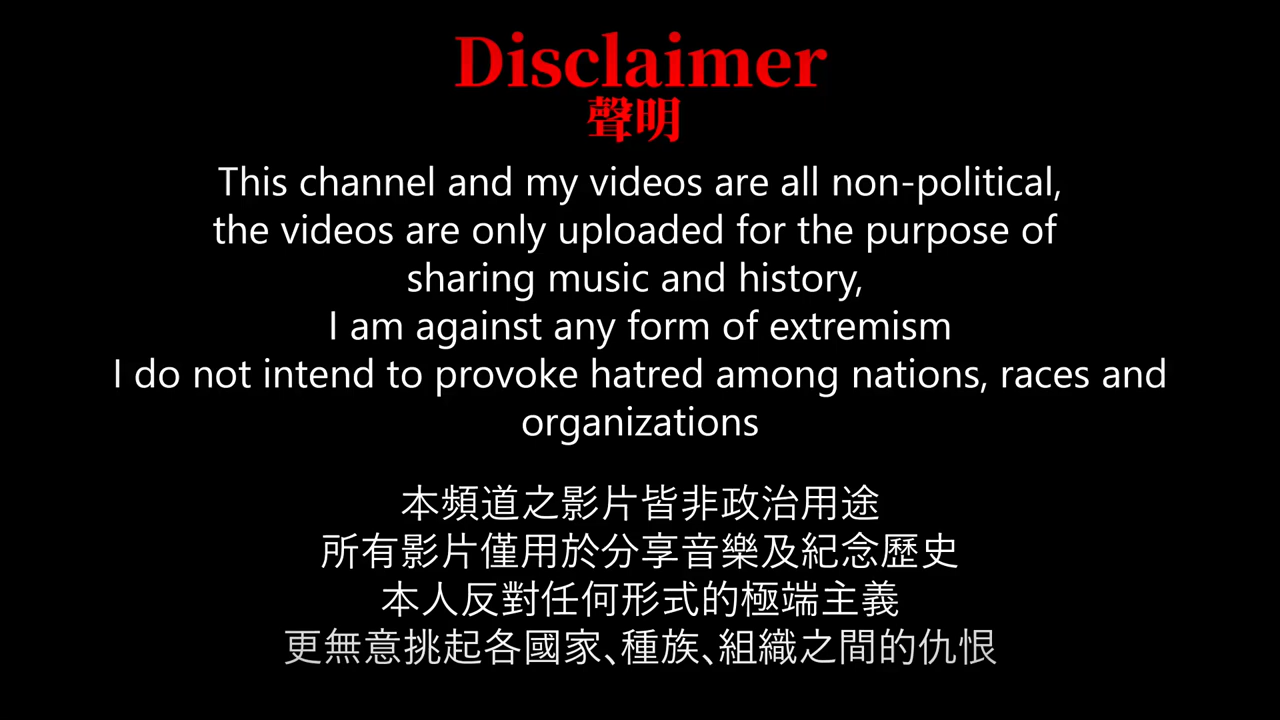 Disclaimer
聲明
This channel and my videos are all non-political,
the videos are only uploaded for the purpose of
sharing music and history,
I am against any form of extremism
I do not intend to provoke hatred among nations, races and
organizations
本頻道之影片皆非政治用途
所有影片僅用於分享音樂及紀念歷史
本人反對任何形式的極端主義
更無意挑起各國家、種族、組織之間的仇恨